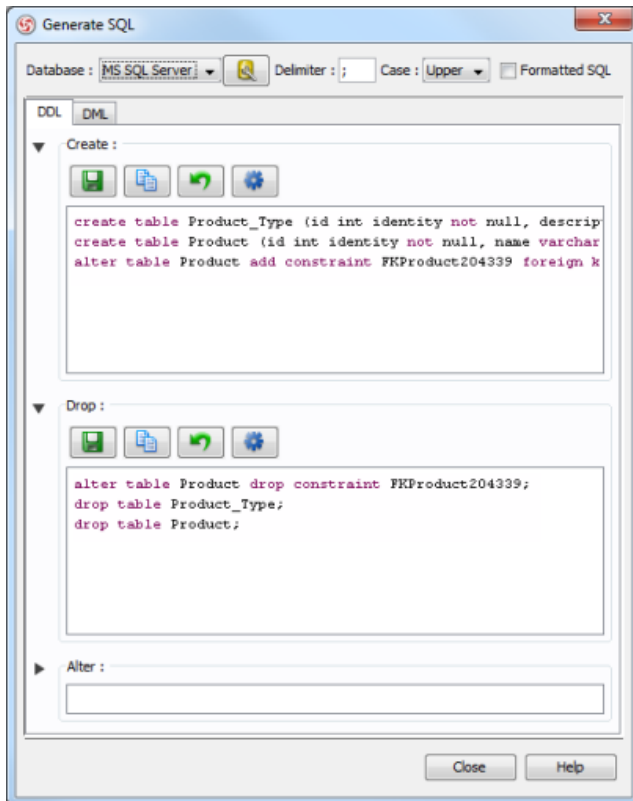 Generate SQL
Database : MS SQL Server Delimiter : ; Case : Upper Formatted SQL
DDL DML
Create :
create table Product_Type (id int identity not null, descrip
create table Product (id int identity not null, name varchar
alter table Product add constraint FKProduct204339 foreign k
Drop :
alter table Product drop constraint FKProduct204339;
drop table Product_Type;
drop table Product;
Alter :
Close Help